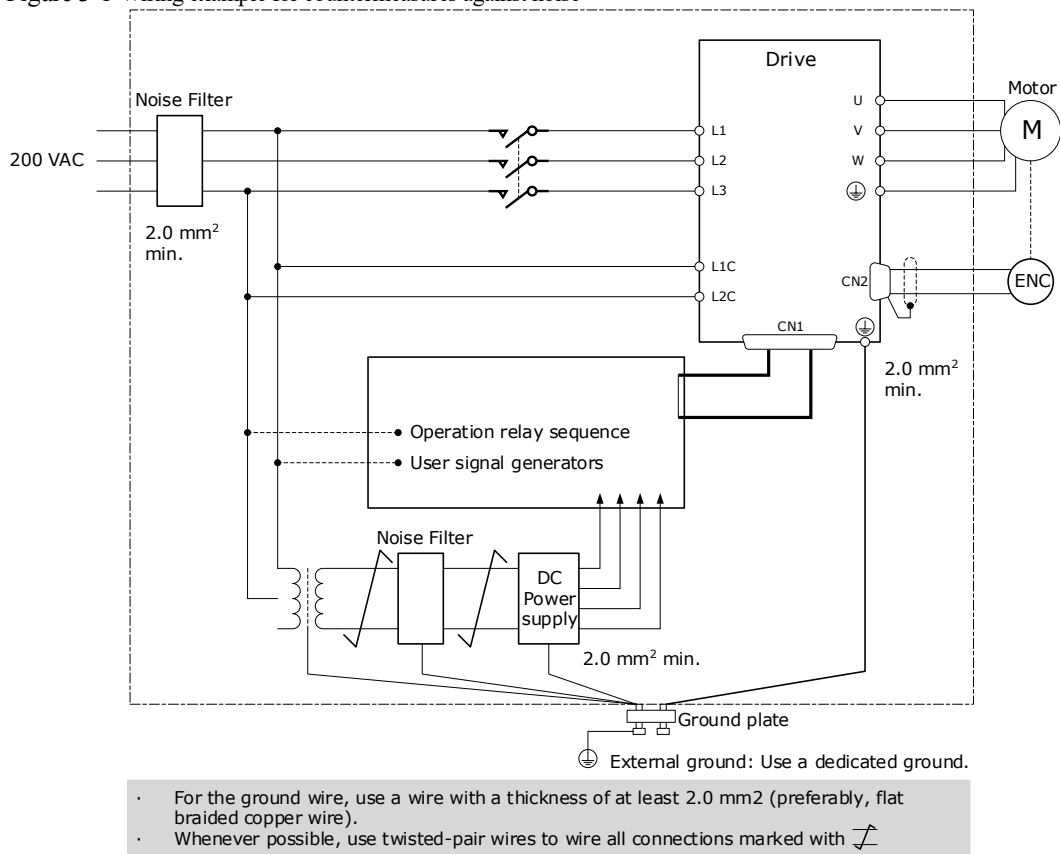 Drive
Noise Filter
Motor
U
L1
V
M
200 VAC
L2
W
L3
2.0 mm²
min.
L1C
CN2
ENC
L2C
CN1
2.0 mm²
min.
Operation relay sequence
User signal generators
Noise Filter
DC
Power
supply
2.0 mm² min.
Ground plate
External ground: Use a dedicated ground.
· For the ground wire, use a wire with a thickness of at least 2.0 mm2 (preferably, flat
braided copper wire).
· Whenever possible, use twisted-pair wires to wire all connections marked with